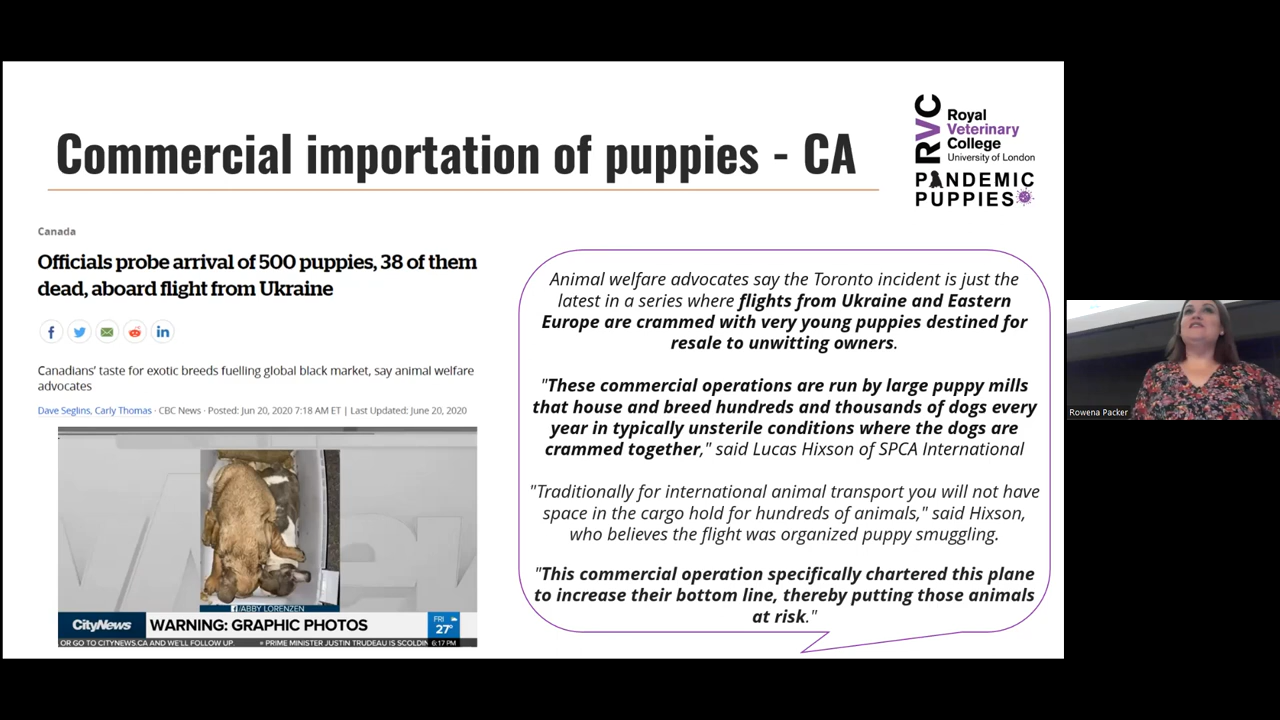 Commercial importation of puppies - CA
RVC
Royal
Veterinary
College
University of London
PANDEMIC
PUPPIES
Canada
Officials probe arrival of 500 puppies, 38 of them
dead, aboard flight from Ukraine
Canadians' taste for exotic breeds fuelling global black market, say animal welfare
advocates
Dave Seglins, Carly Thomas · CBC News · Posted: Jun 20, 2020 7:18 AM ET | Last Updated: June 20, 2020
/ABBY LORENZEN
CityNews WARNING: GRAPHIC PHOTOS
FRI
27°
OR GO TO CITYNEWS.CA AND WE'LL FOLLOW UP. » PRIME MINISTER JUSTIN TRUDEAU IS SCOLDIN 6:17 PM
Animal welfare advocates say the Toronto incident is just the
latest in a series where flights from Ukraine and Eastern
Europe are crammed with very young puppies destined for
resale to unwitting owners.
"These commercial operations are run by large puppy mills
that house and breed hundreds and thousands of dogs every
year in typically unsterile conditions where the dogs are
crammed together," said Lucas Hixson of SPCA International
"Traditionally for international animal transport you will not have
space in the cargo hold for hundreds of animals," said Hixson,
who believes the flight was organized puppy smuggling.
"This commercial operation specifically chartered this plane
to increase their bottom line, thereby putting those animals
at risk."
Rowena Packer